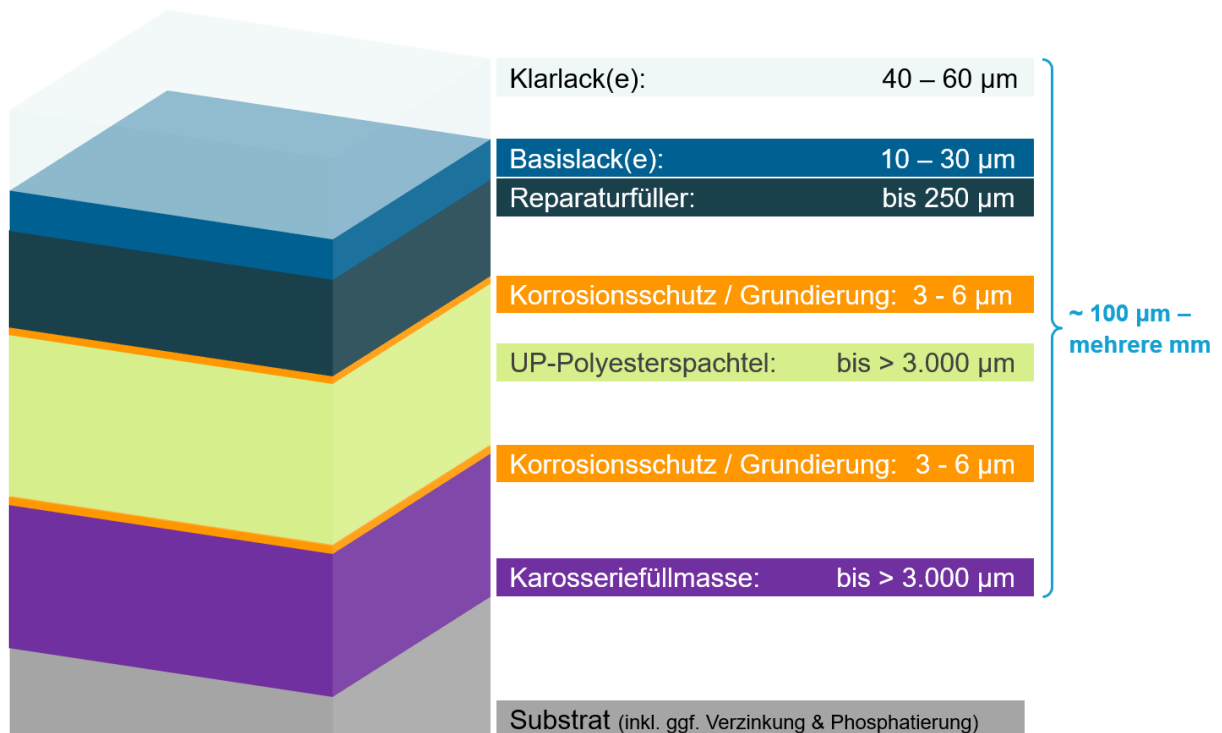 Klarlack(e): 40 – 60 µm
Basislack(e): 10 – 30 µm
Reparaturfüller: bis 250 µm
Korrosionsschutz / Grundierung: 3 - 6 µm
~ 100 µm –
mehrere mm
UP-Polyesterspachtel: bis > 3.000 µm
Korrosionsschutz / Grundierung: 3 - 6 µm
Karosseriefüllmasse: bis > 3.000 µm
Substrat (inkl. ggf. Verzinkung & Phosphatierung)